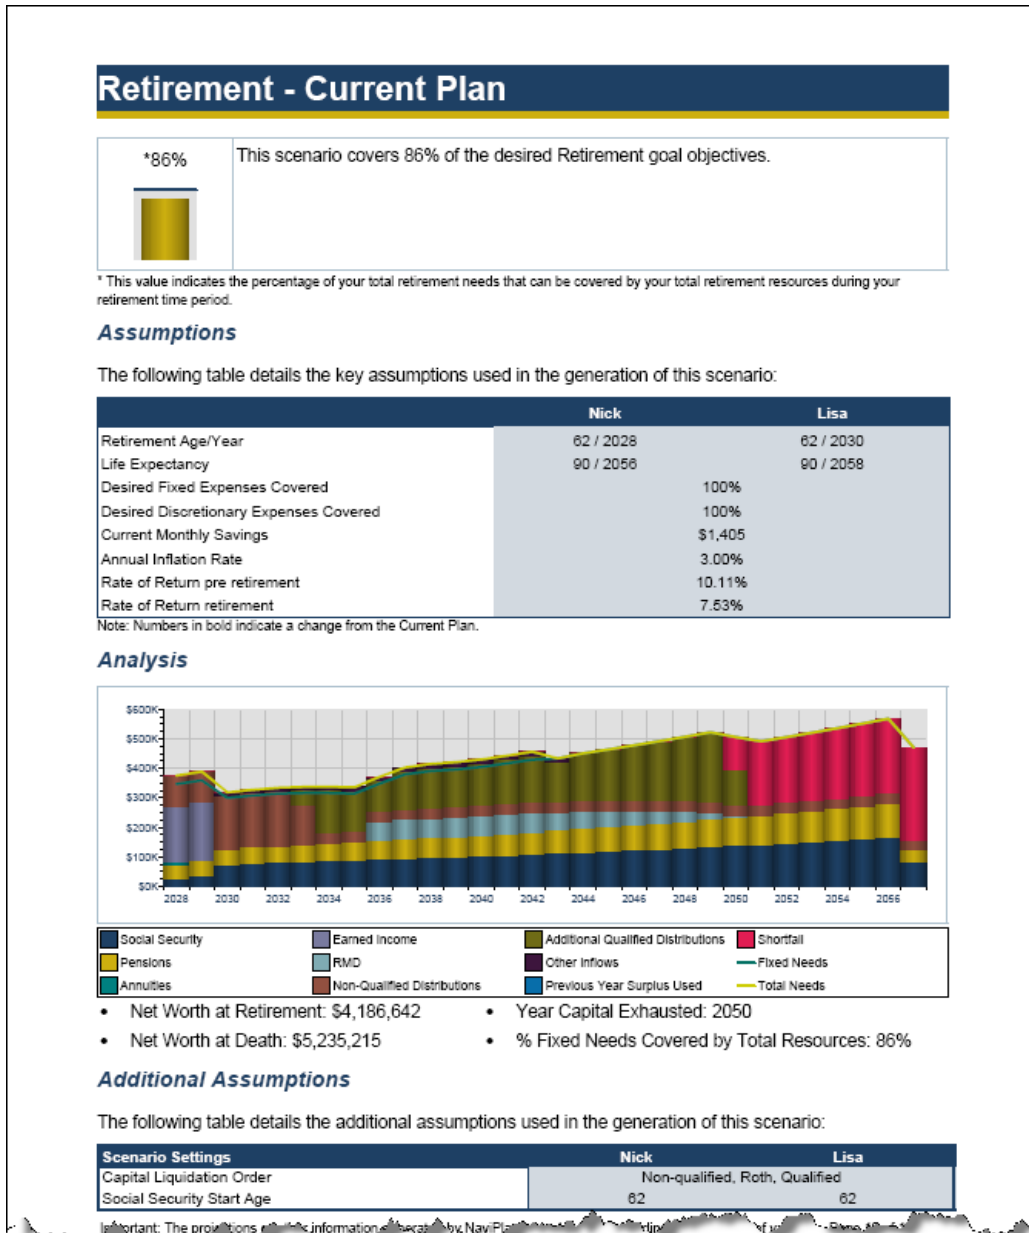 Retirement - Current Plan
*86%
This scenario covers 86% of the desired Retirement goal objectives.
* This value indicates the percentage of your total retirement needs that can be covered by your total retirement resources during your
retirement time period.
Assumptions
The following table details the key assumptions used in the generation of this scenario:
Nick Lisa
Retirement Age/Year 62 / 2028 62 / 2030
Life Expectancy 90 / 2056 90 / 2058
Desired Fixed Expenses Covered 100%
Desired Discretionary Expenses Covered 100%
Current Monthly Savings $1,405
Annual Inflation Rate 3.00%
Rate of Return pre retirement 10.11%
Rate of Return retirement 7.53%
Note: Numbers in bold indicate a change from the Current Plan.
Analysis
$600K
$500K
$400K
$300K
$200K
$100K
$0K
2028 2030 2032 2034 2036 2038 2040 2042 2044 2046 2048 2050 2052 2054 2056
Social Security Earned Income Additional Qualified Distributions Shortfall
Pensions RMD Other Inflows Fixed Needs
Annuities Non-Qualified Distributions Previous Year Surplus Used Total Needs
• Net Worth at Retirement: $4,186,642 • Year Capital Exhausted: 2050
• Net Worth at Death: $5,235,215 • % Fixed Needs Covered by Total Resources: 86%
Additional Assumptions
The following table details the additional assumptions used in the generation of this scenario:
Scenario Settings Nick Lisa
Capital Liquidation Order Non-qualified, Roth, Qualified
Social Security Start Age 62 62
Important: The projections information by